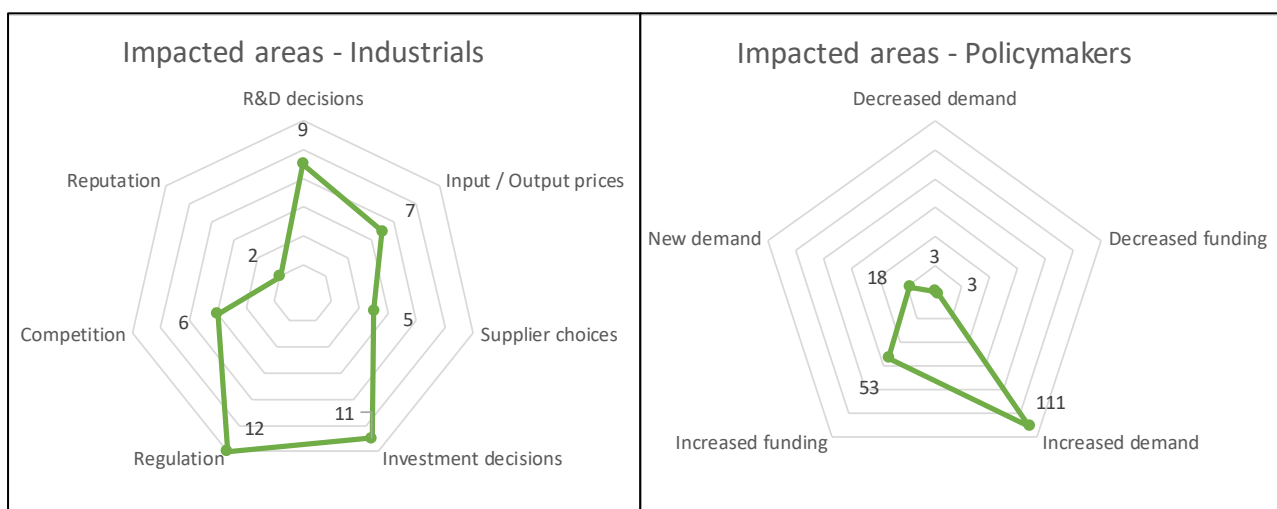 Impacted areas - Industrials
R&D decisions
9
Reputation
Input / Output prices
7
2
6
5
Competition
Supplier choices
11
12
Regulation
Investment decisions
Impacted areas - Policymakers
Decreased demand
New demand
Decreased funding
3
18
3
53
111
Increased funding
Increased demand